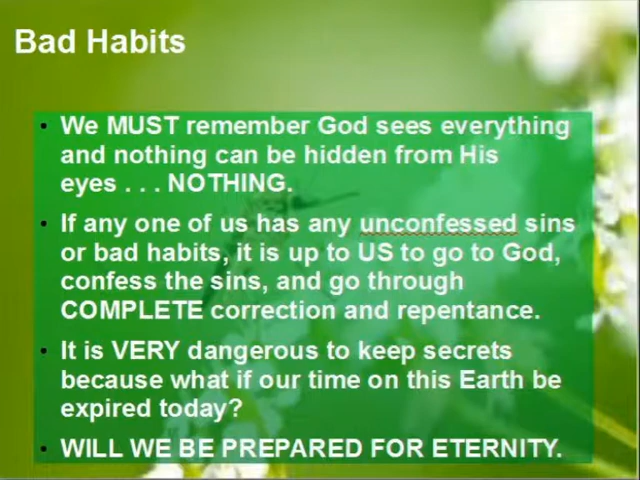 Bad Habits
• We MUST remember God sees everything
and nothing can be hidden from His
eyes . . . NOTHING.
• If any one of us has any unconfessed sins
or bad habits, it is up to US to go to God,
confess the sins, and go through
COMPLETE correction and repentance.
• It is VERY dangerous to keep secrets
because what if our time on this Earth be
expired today?
• WILL WE BE PREPARED FOR ETERNITY.